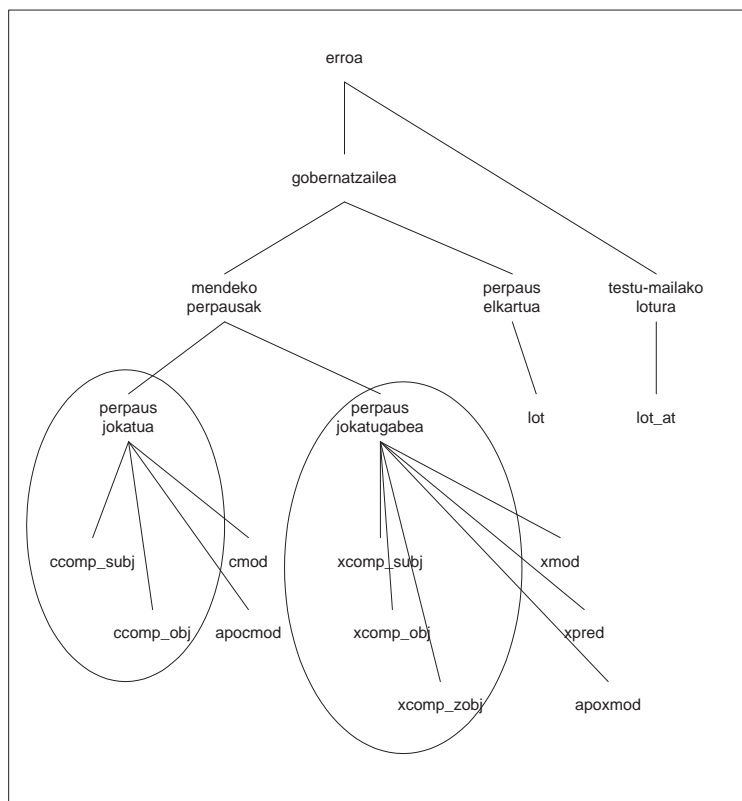 erroa
gobernatzailea
mendeko
perpausak
perpaus
elkartua
testu-mailako
lotura
perpaus
jokatua
perpaus
jokatugabea
lot
lot_at
ccomp_subj
cmod
xcomp_subj
xmod
ccomp_obj
apocmod
xcomp_obj
xpred
xcomp_zobj
apoxmod